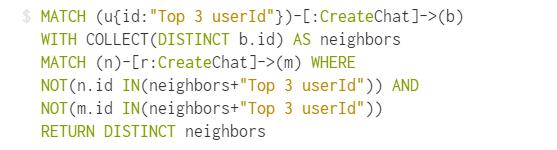 $ MATCH (u{id:"Top 3 userId"})-[:CreateChat]->(b)
WITH COLLECT(DISTINCT b.id) AS neighbors
MATCH (n)-[r:CreateChat]->(m) WHERE
NOT(n.id IN(neighbors+"Top 3 userId")) AND
NOT(m.id IN(neighbors+"Top 3 userId"))
RETURN DISTINCT neighbors